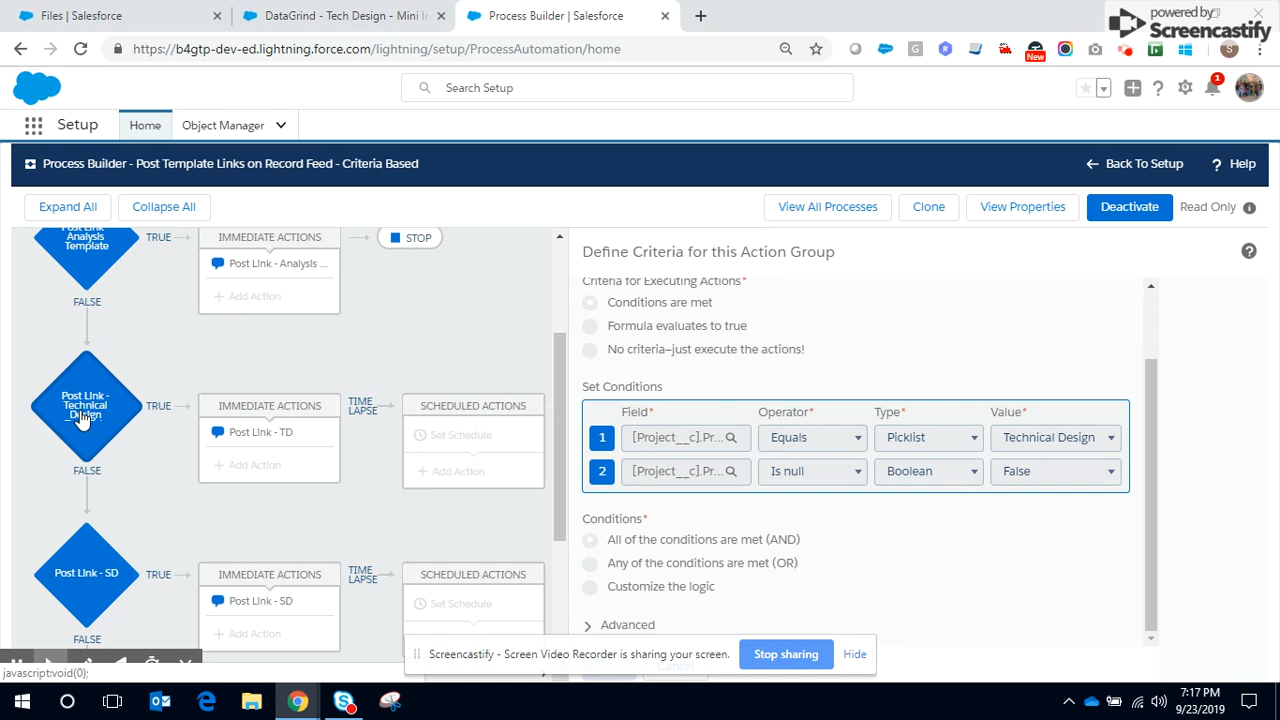 Files | Salesforce
DataGrind - Tech Design - Mini In
Process Builder | Salesforce
powered by
Screencastify
https://b4gtp-dev-ed.lightning.force.com/lightning/setup/ProcessAutomation/home
New
S
Search Setup
1
Setup
Home
Object Manager
Process Builder - Post Template Links on Record Feed - Criteria Based
Back To Setup
? Help
Expand All
Collapse All
View All Processes
Clone
View Properties
Deactivate
Read Only
Post Link
Analysis
Template
TRUE
IMMEDIATE ACTIONS
STOP
Post Link - Analysis ...
+ Add Action
FALSE
Post Link -
Technical
Design
TRUE
IMMEDIATE ACTIONS
TIME
LAPSE
SCHEDULED ACTIONS
Post Link - TD
Set Schedule
+ Add Action
+ Add Action
FALSE
Post Link - SD
TRUE
IMMEDIATE ACTIONS
TIME
LAPSE
SCHEDULED ACTIONS
Post Link - SD
Set Schedule
+ Add Action
FALSE
Define Criteria for this Action Group
Criteria for Executing Actions*
Conditions are met
Formula evaluates to true
No criteria—just execute the actions!
Set Conditions
Field*
Operator*
Type*
Value*
1
[Project__c].Pr...
Equals
Picklist
Technical Design
2
[Project__c].Pr...
Is null
Boolean
False
Conditions*
All of the conditions are met (AND)
Any of the conditions are met (OR)
Customize the logic
Advanced
Screencastify - Screen Video Recorder is sharing your screen.
Stop sharing
Hide
Cancel
javascript:void(0);
7:17 PM
9/23/2019